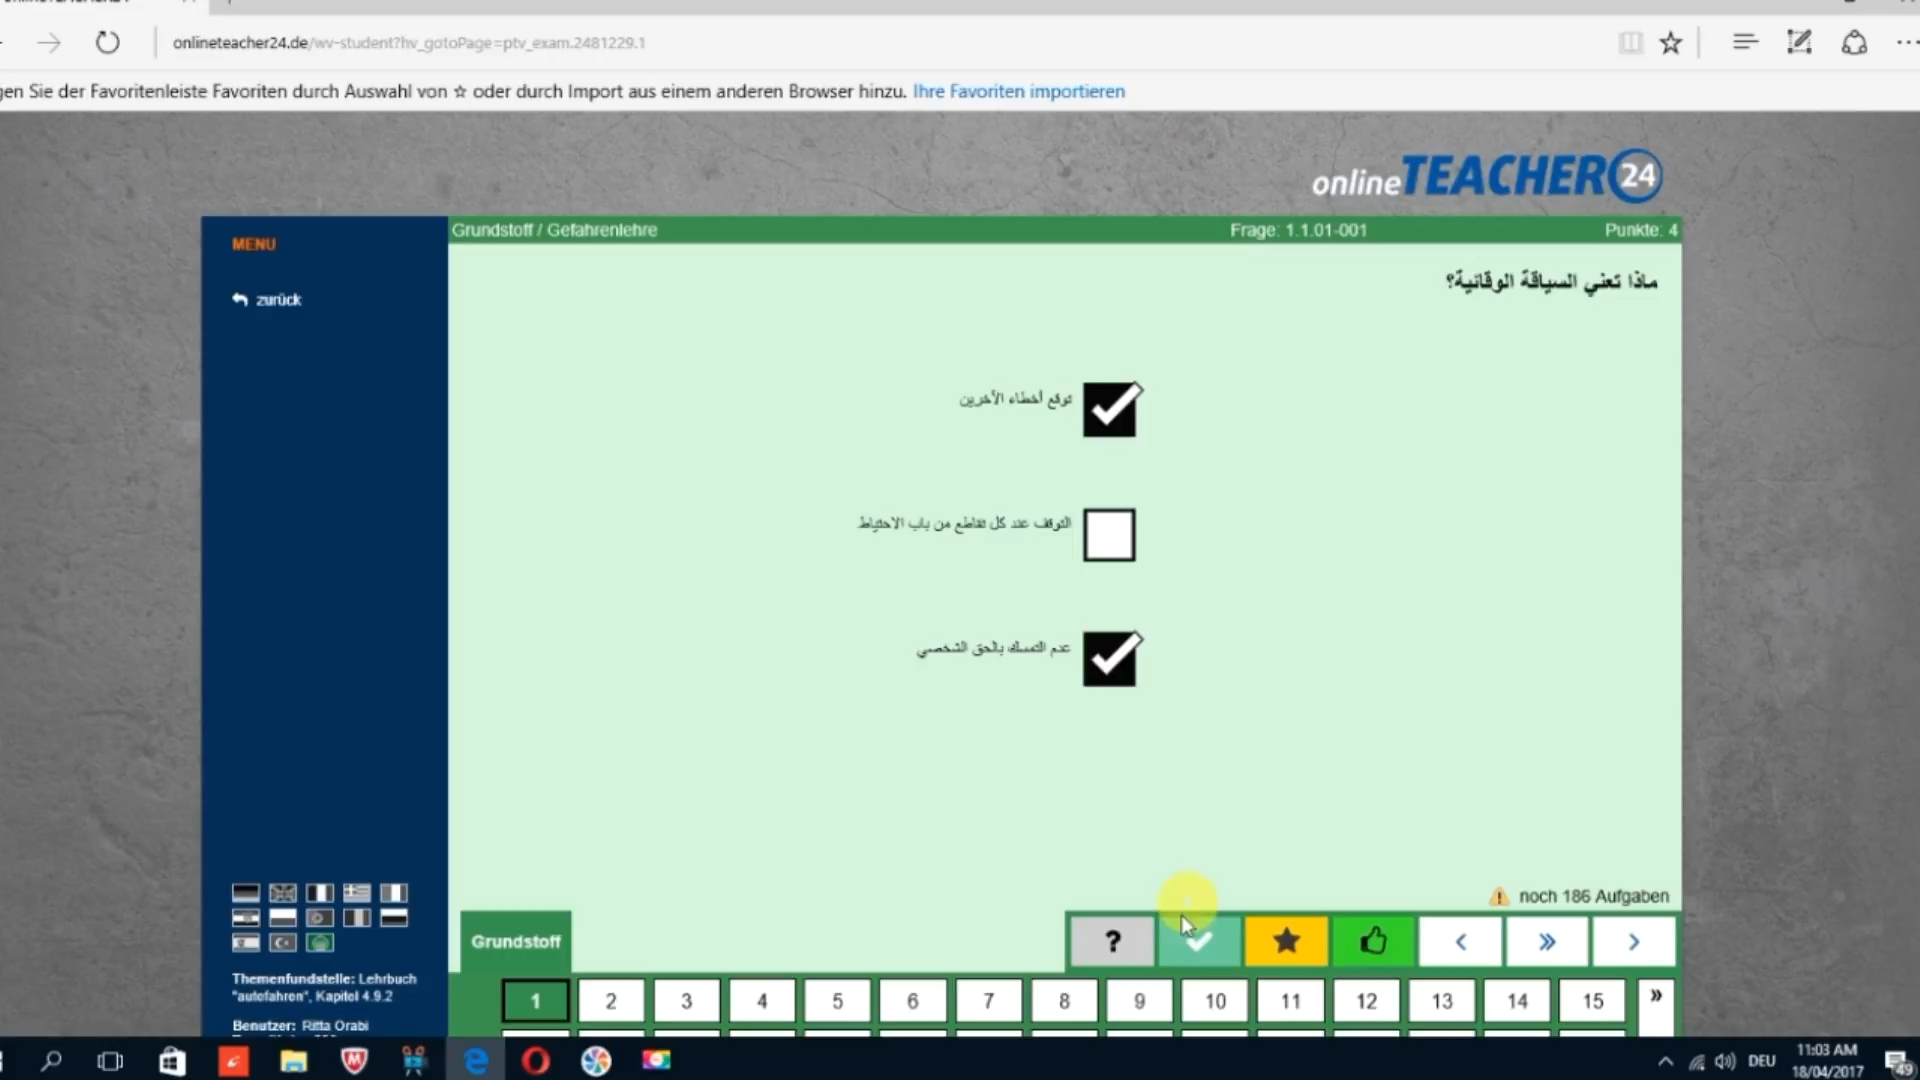 onlineteacher24.de/wv-student?hv_gotoPage=ptv_exam.2481229.1
gen Sie der Favoritenleiste Favoriten durch Auswahl von ☆ oder durch Import aus einem anderen Browser hinzu. Ihre Favoriten importieren
onlineTEACHER24
MENU
zurück
Grundstoff / Gefahrenlehre
Frage: 1.1.01-001
Punkte: 4
ماذا تعني السياقة الوقائية؟
توقع أخطاء الآخرين
التوقف عند كل تقاطع من باب الاحتياط
عدم التمسك بالحق الشخصي
noch 186 Aufgaben
Grundstoff
?
< » >
1 2 3 4 5 6 7 8 9 10 11 12 13 14 15 »
Themenfundstelle: Lehrbuch
"autofahren", Kapitel 4.9.2
Benutzer: Ritta Orabi
DEU
11:03 AM
18/04/2017
49